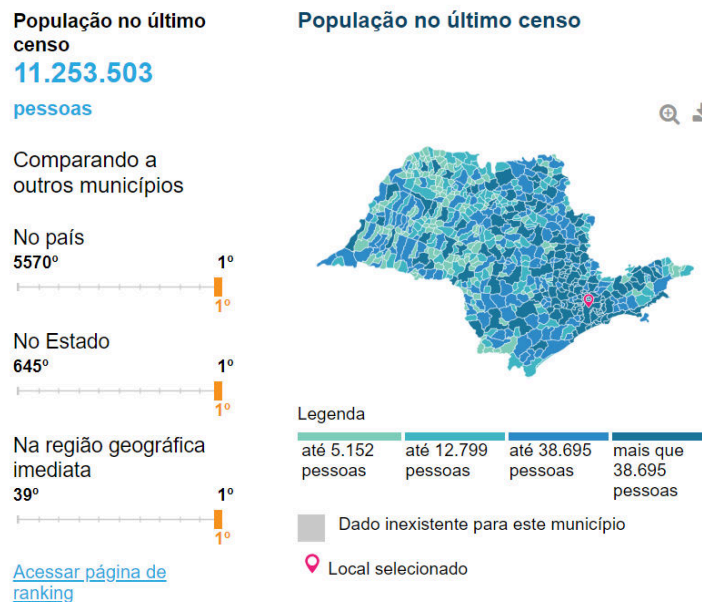 População no último
censo
11.253.503
pessoas
Comparando a
outros municípios
No país
5570º 1º
1º
No Estado
645º 1º
1º
Na região geográfica
imediata
39º 1º
1º
Acessar página de
ranking
População no último censo
Legenda
até 5.152
pessoas
até 12.799
pessoas
até 38.695
pessoas
mais que
38.695
pessoas
Dado inexistente para este município
Local selecionado